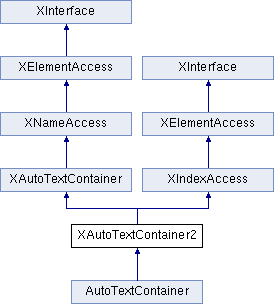 XInterface
XElementAccess
XInterface
XNameAccess
XElementAccess
XAutoTextContainer
XIndexAccess
XAutoTextContainer2
AutoTextContainer